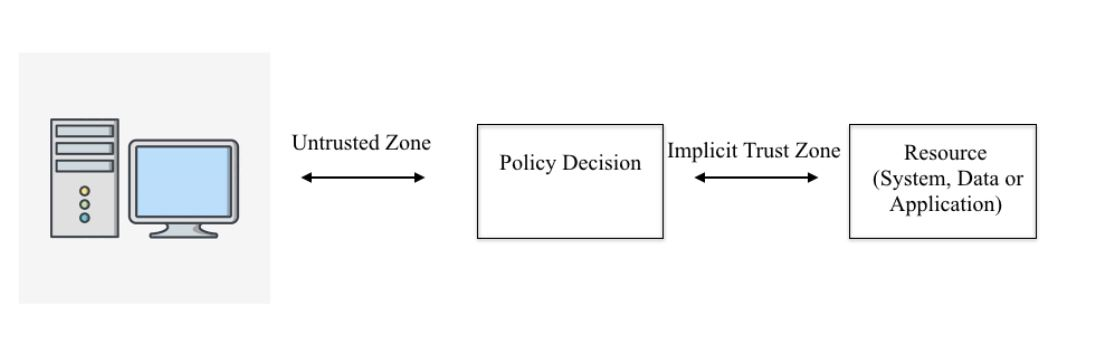 Untrusted Zone
Policy Decision
Implicit Trust Zone
Resource
(System, Data or
Application)